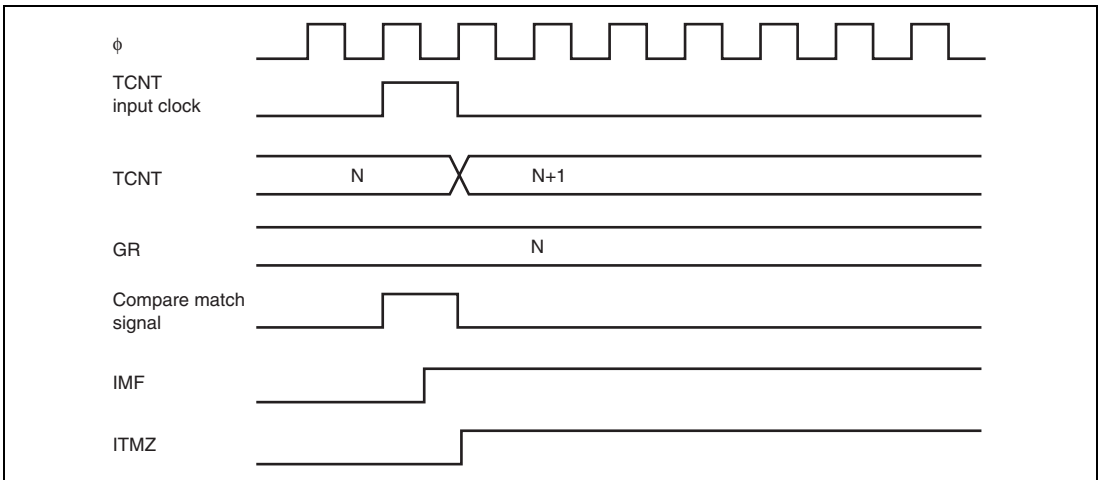 ϕ
TCNT
input clock
TCNT
N
N+1
GR
N
Compare match
signal
IMF
ITMZ